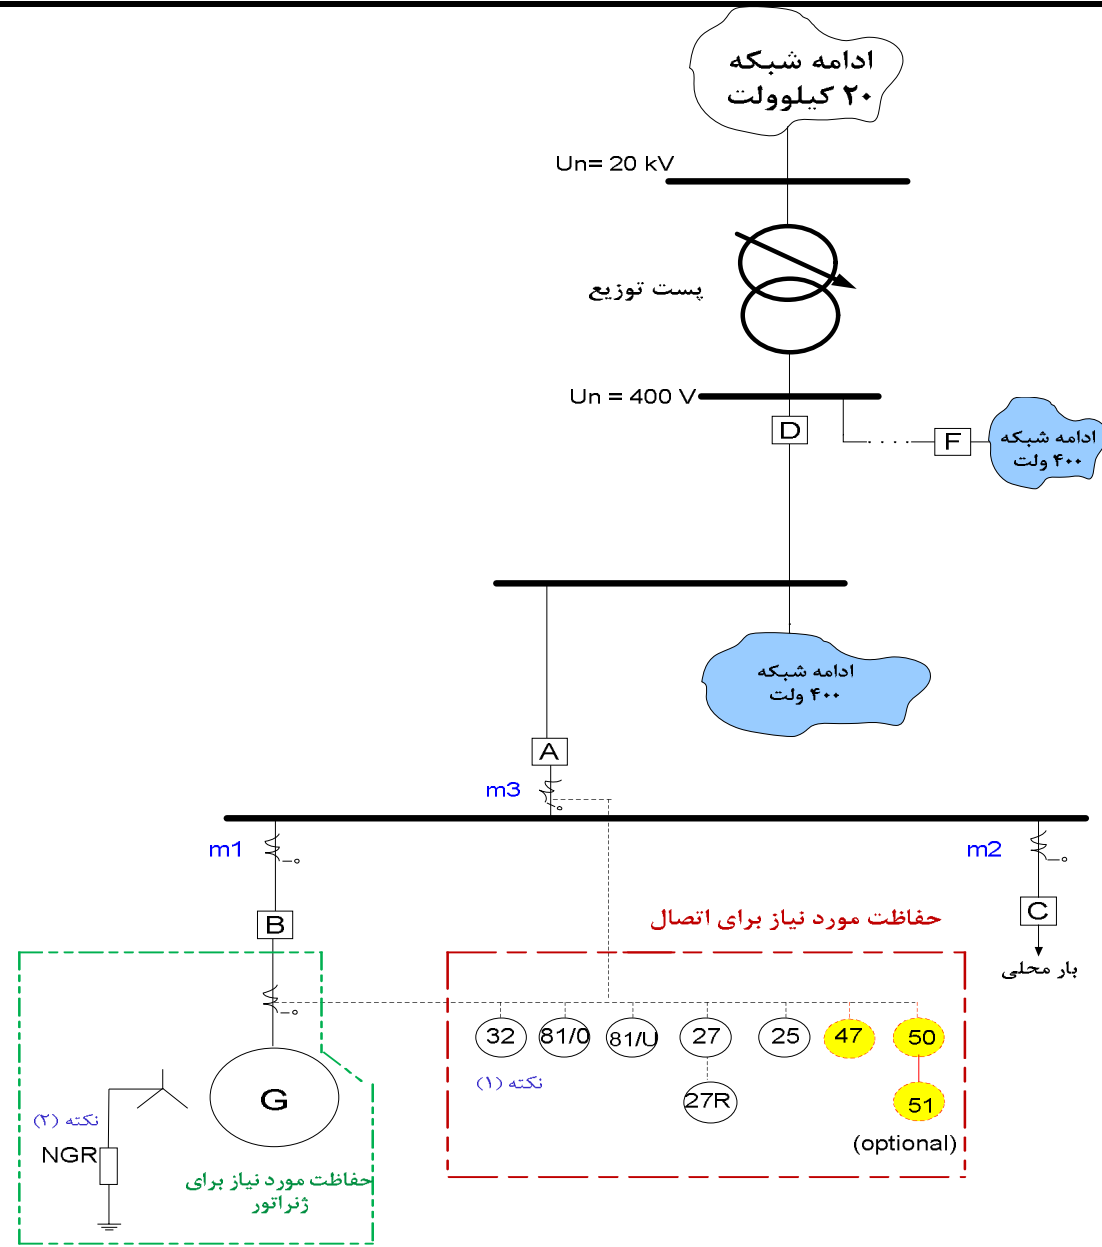 ادامه شبکه
۲۰ کیلوولت
Un= 20 kV
پست توزیع
Un = 400 V
D
F
ادامه شبکه
۴۰۰ ولت
ادامه شبکه
۴۰۰ ولت
A
m3
m1
m2
B
C
حفاظت مورد نیاز برای اتصال
بار محلی
32
81/0
81/U
27
25
47
50
نکته (۱)
27R
51
(optional)
G
نکته (۲)
NGR
حفاظت مورد نیاز برای
ژنراتور